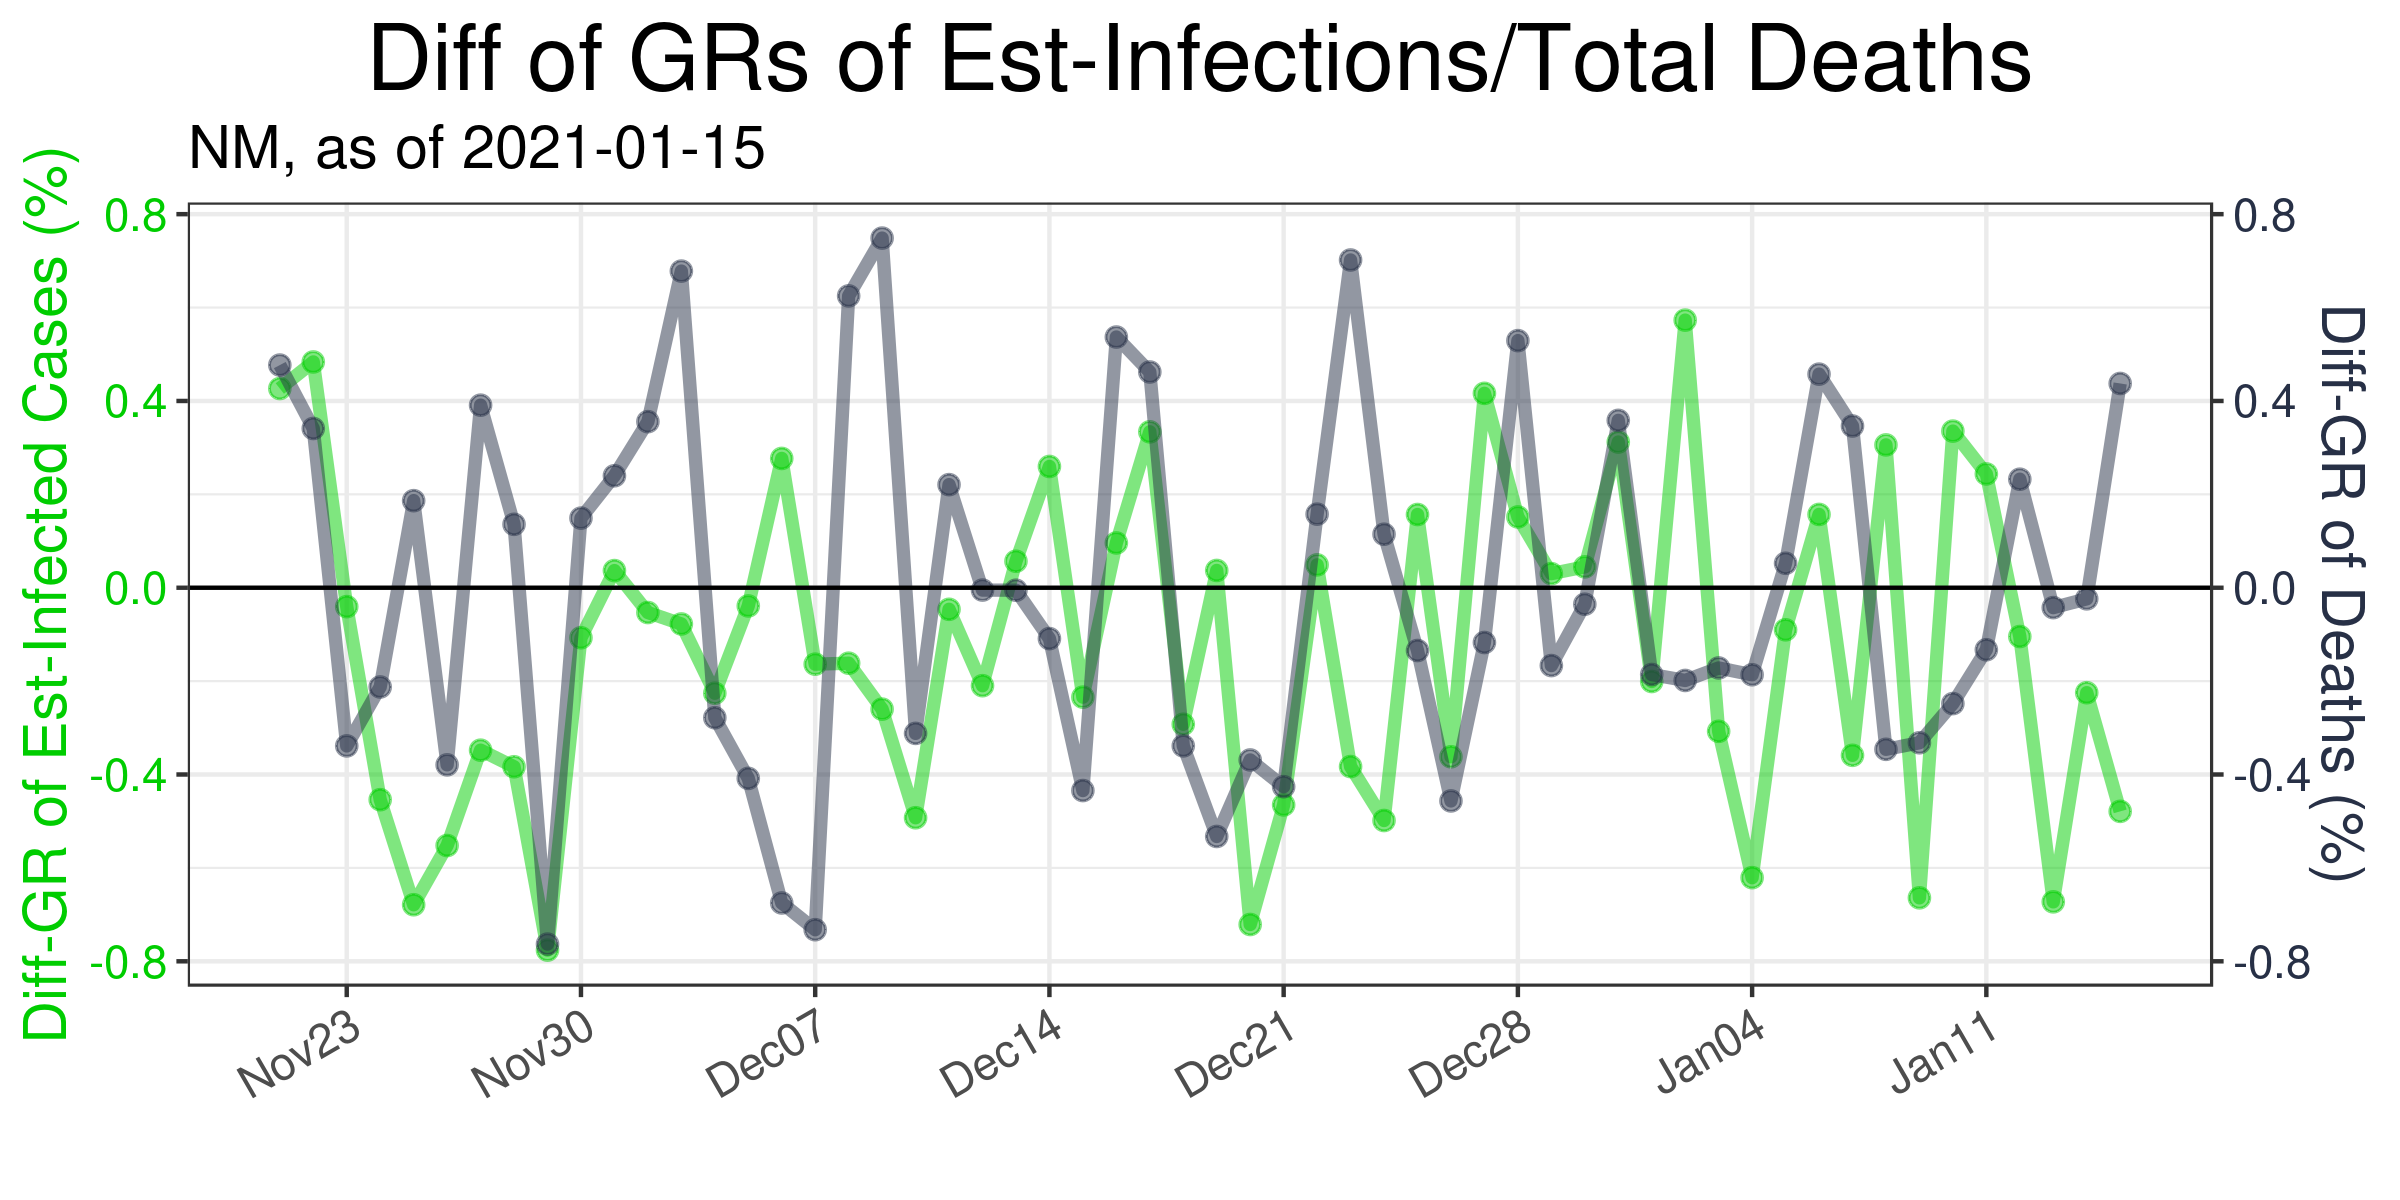 Diff of GRs of Est-Infections/Total Deaths
NM, as of 2021-01-15
Diff-GR of Est-Infected Cases (%)
0.8
0.4
0.0
-0.4
-0.8
0.8
0.4
0.0
-0.4
-0.8
Diff-GR of Deaths (%)
Nov23 Nov30 Dec07 Dec14 Dec21 Dec28 Jan04 Jan11